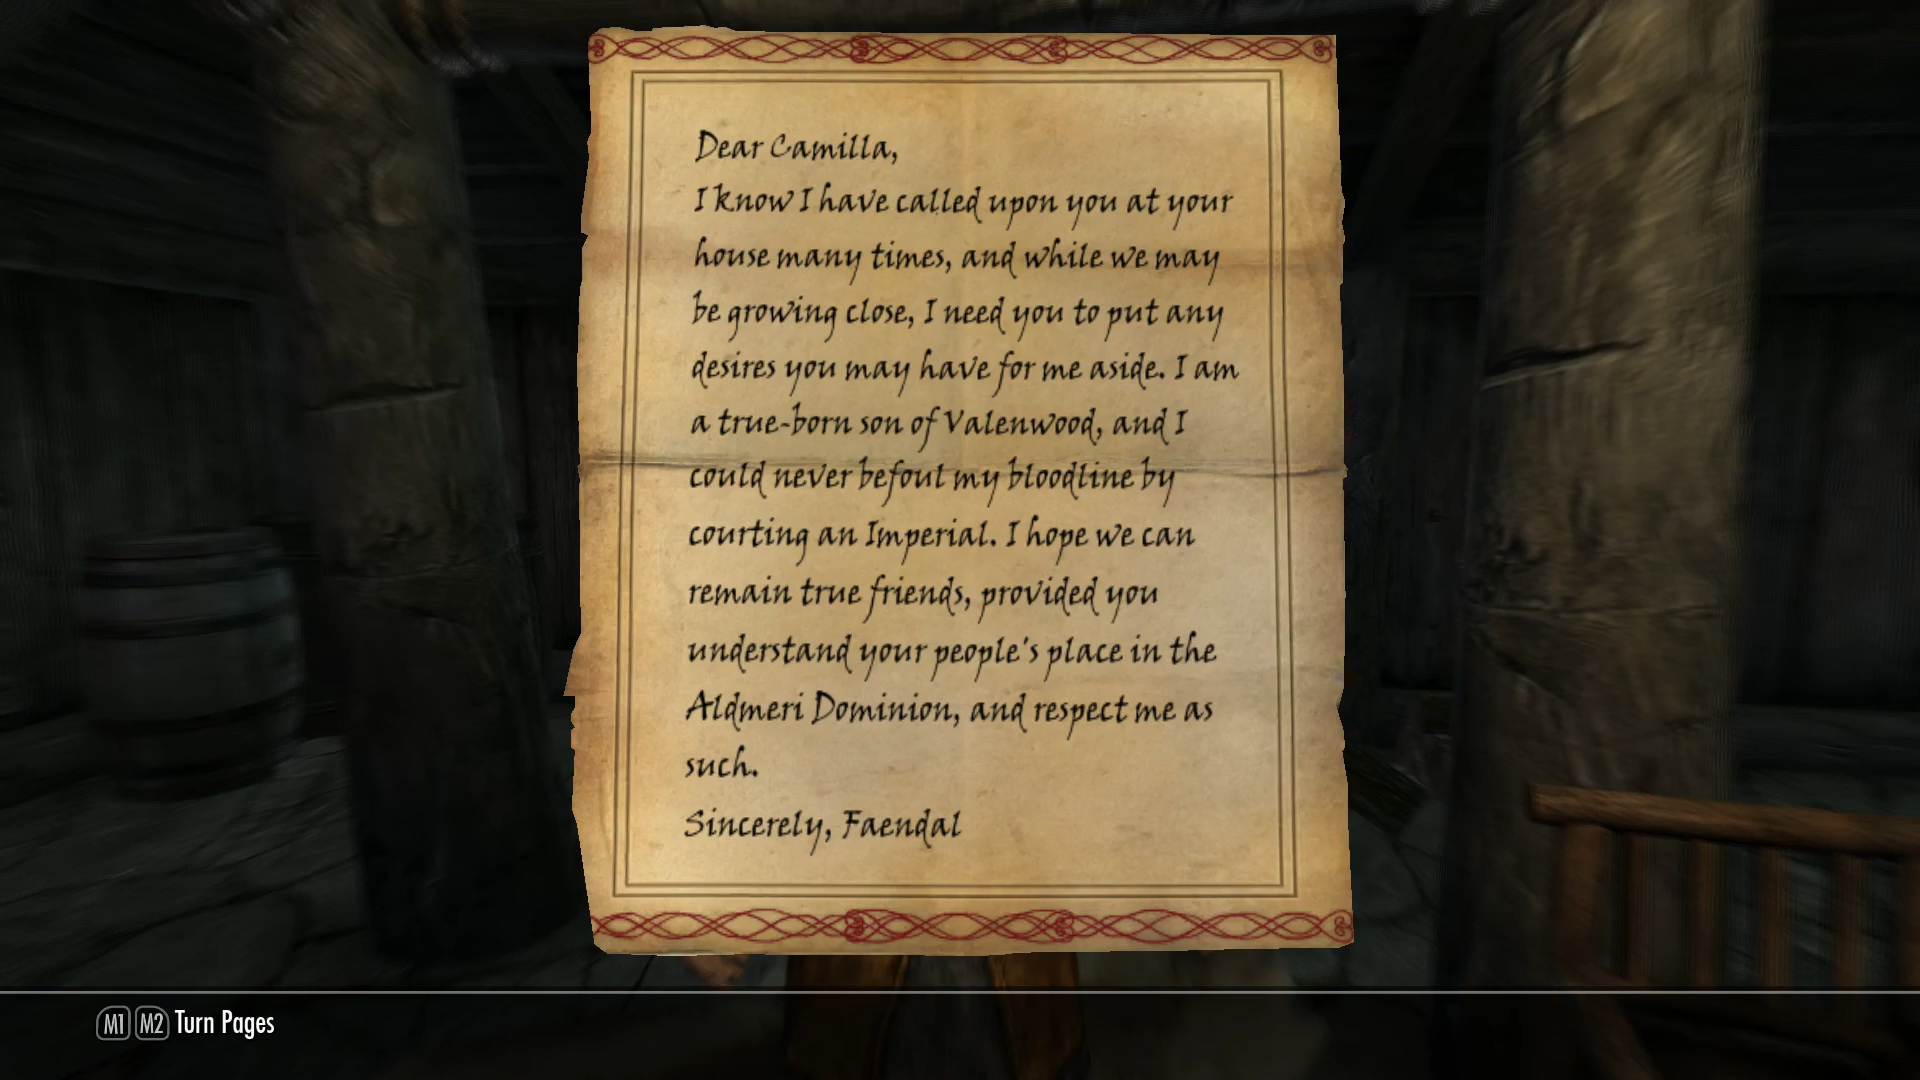 Dear Camilla,
I know I have called upon you at your
house many times, and while we may
be growing close, I need you to put any
desires you may have for me aside. I am
a true-born son of Valenwood, and I
could never befoul my bloodline by
courting an Imperial. I hope we can
remain true friends, provided you
understand your people's place in the
Aldmeri Dominion, and respect me as
such.
Sincerely, Faendal
M1 M2 Turn Pages